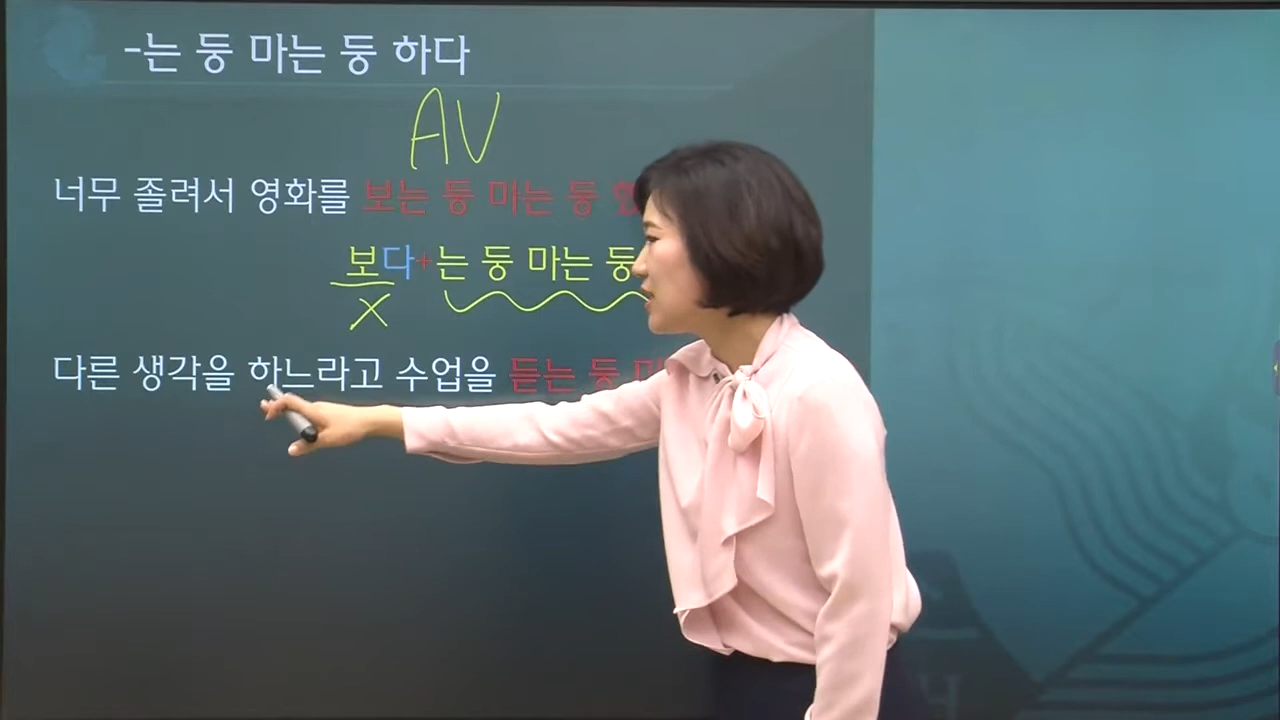 -는 둥 마는 둥 하다
AV
너무 졸려서 영화를 보는 둥 마는 둥
보다+는 둥 마는 둥
X
다른 생각을 하느라고 수업을 듣는 둥